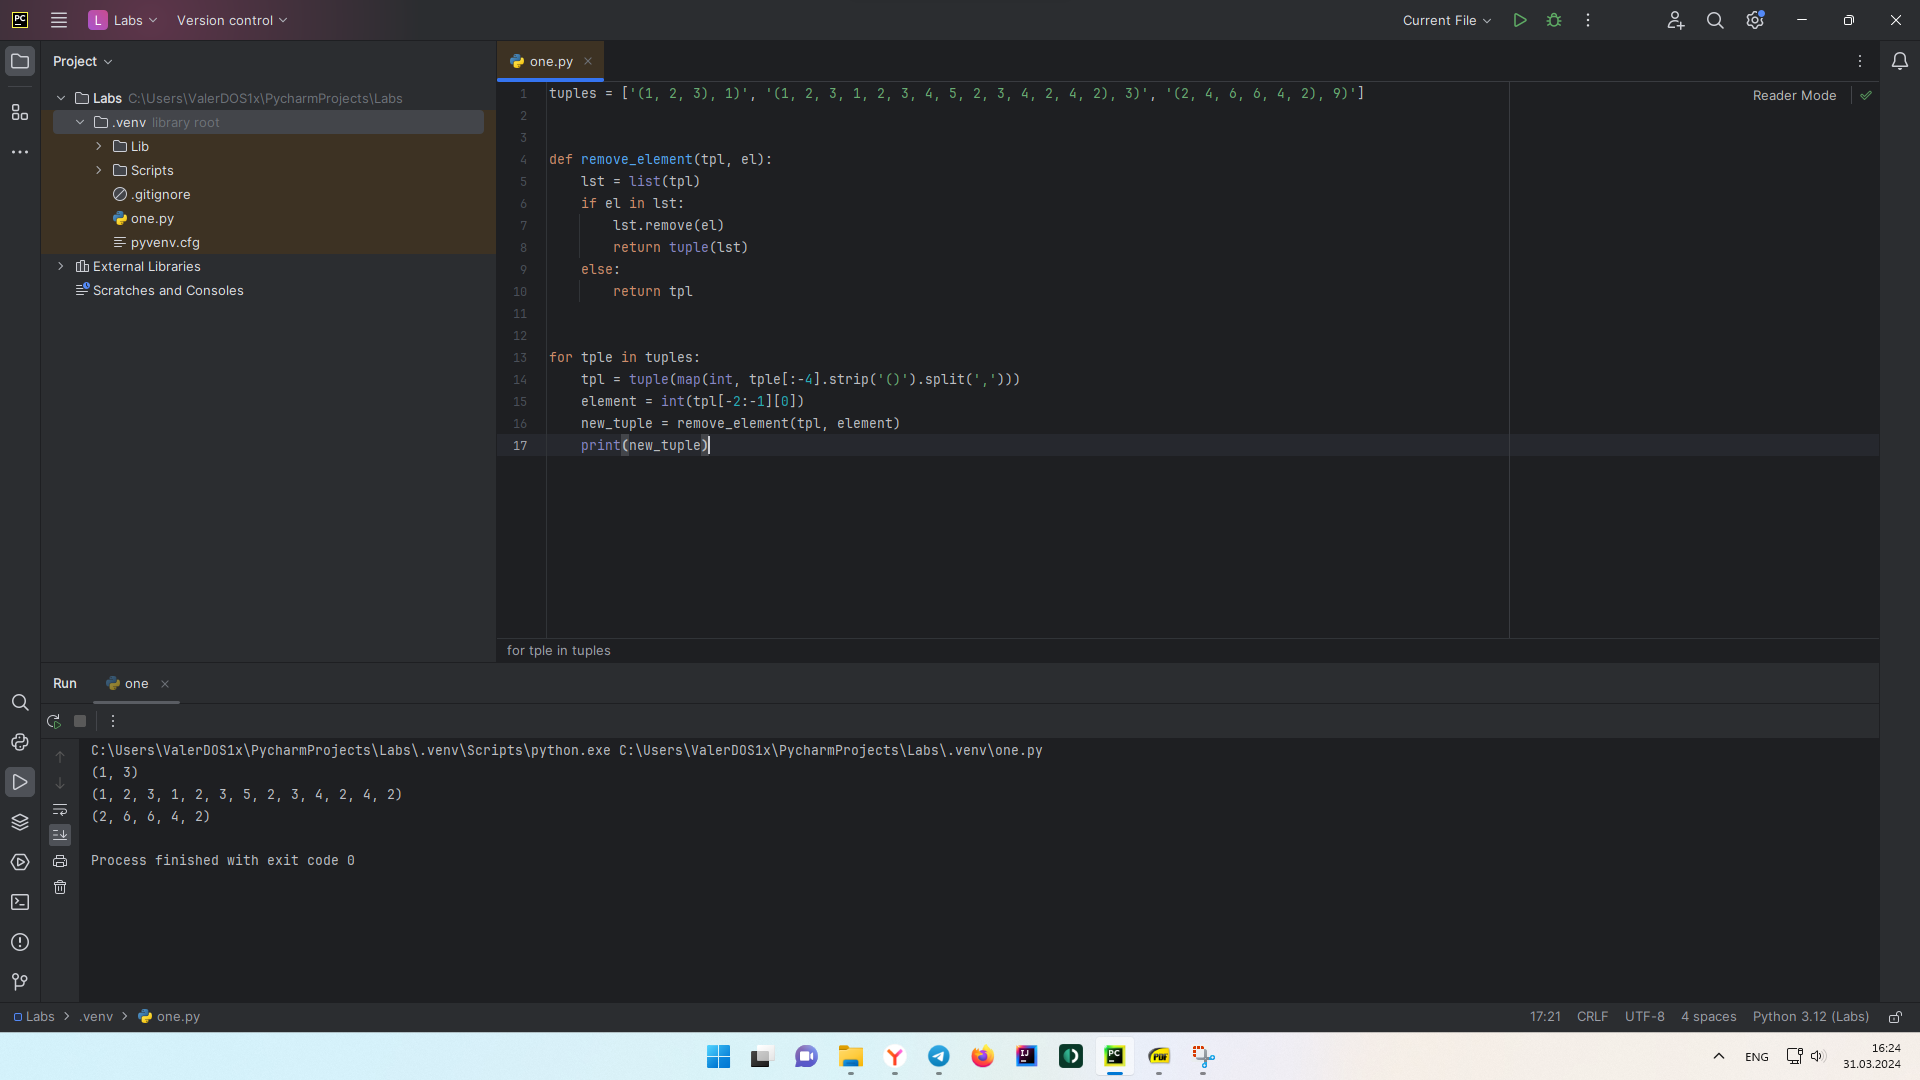 PC L Labs Version control Current File
Project
one.py
Labs C:\Users\ValerDOS1x\PycharmProjects\Labs
.venv library root
Lib
Scripts
.gitignore
one.py
pyvenv.cfg
External Libraries
Scratches and Consoles
Reader Mode
1 tuples = ['(1, 2, 3), 1)', '(1, 2, 3, 1, 2, 3, 4, 5, 2, 3, 4, 2, 4, 2), 3)', '(2, 4, 6, 6, 4, 2), 9)']
2
3
4 def remove_element(tpl, el):
5     lst = list(tpl)
6     if el in lst:
7         lst.remove(el)
8         return tuple(lst)
9     else:
10         return tpl
11
12
13 for tple in tuples:
14     tpl = tuple(map(int, tple[:-4].strip('()').split(',')))
15     element = int(tpl[-2:-1][0])
16     new_tuple = remove_element(tpl, element)
17     print(new_tuple)
for tple in tuples
Run one
C:\Users\ValerDOS1x\PycharmProjects\Labs\.venv\Scripts\python.exe C:\Users\ValerDOS1x\PycharmProjects\Labs\.venv\one.py
(1, 3)
(1, 2, 3, 1, 2, 3, 5, 2, 3, 4, 2, 4, 2)
(2, 6, 6, 4, 2)
Process finished with exit code 0
Labs > .venv > one.py
17:21 CRLF UTF-8 4 spaces Python 3.12 (Labs)
IJ PC PDF
ENG
16:24
31.03.2024